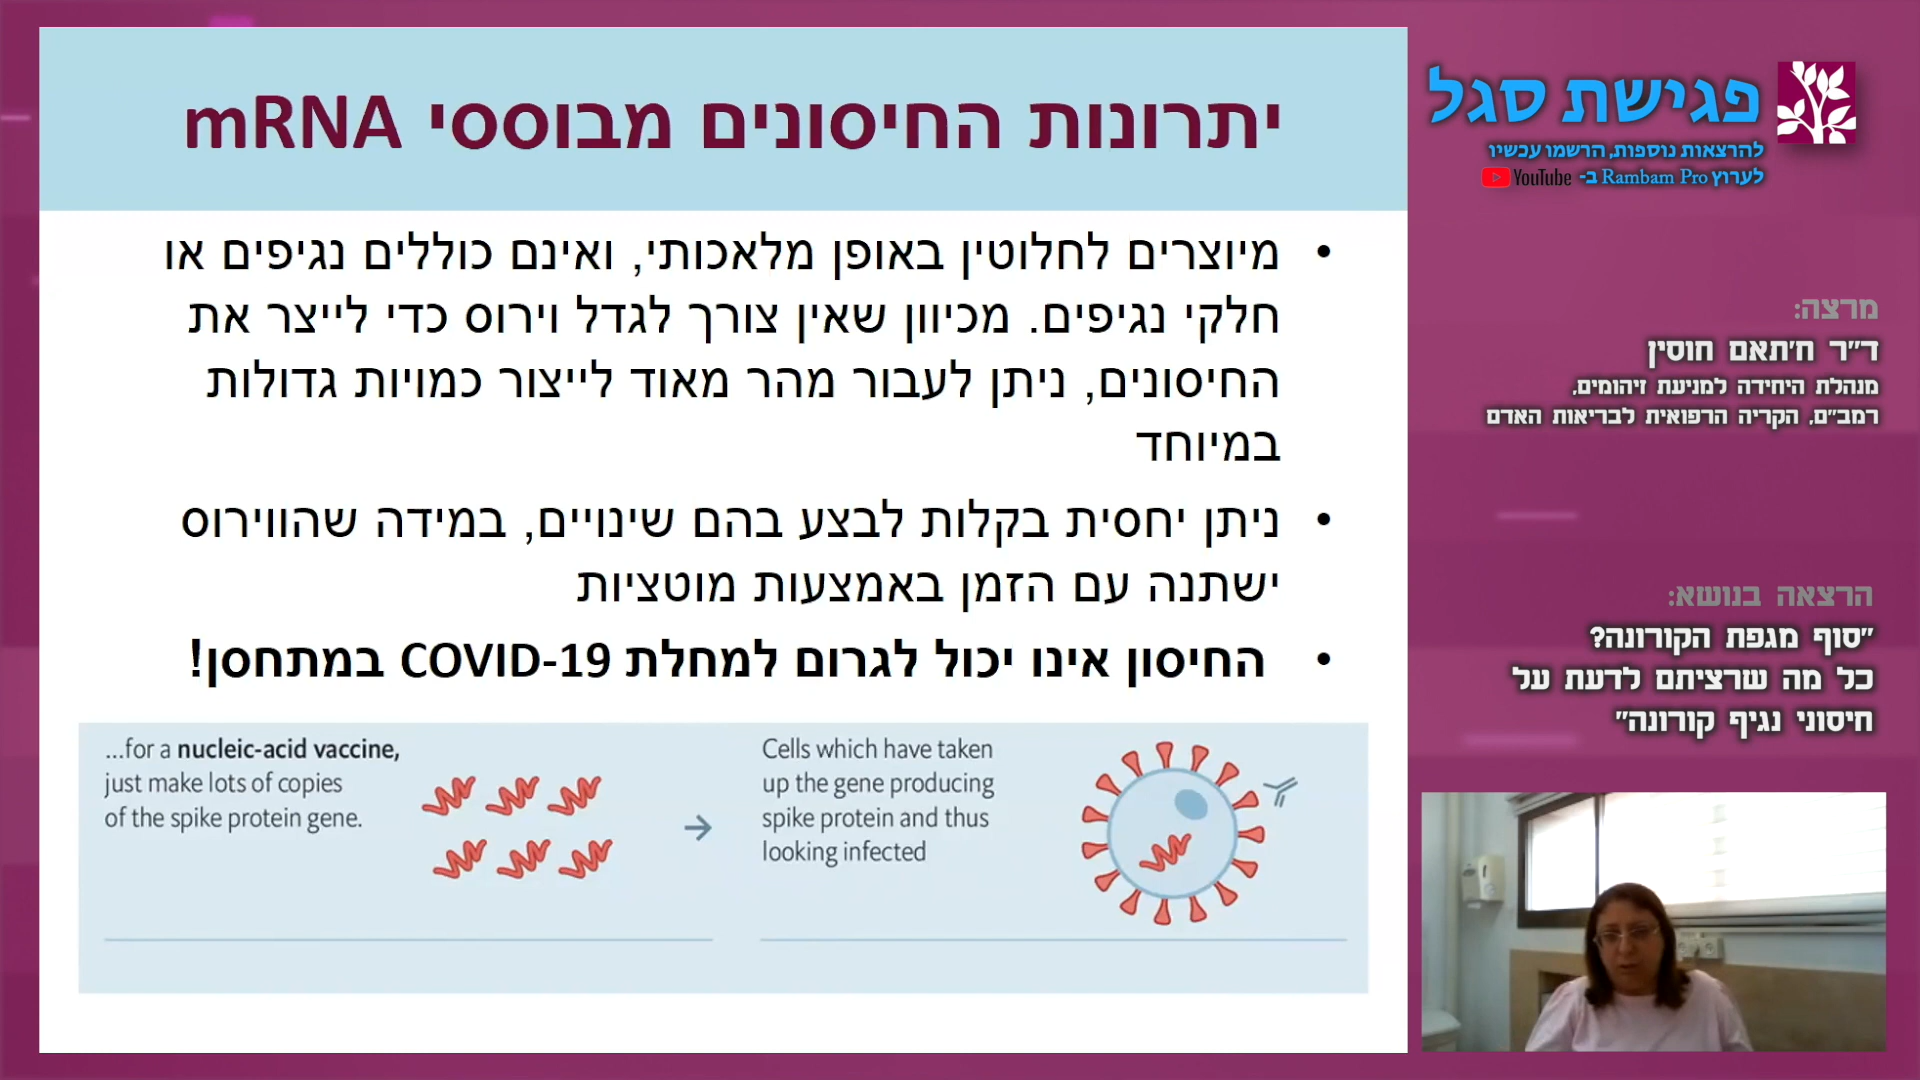 יתרונות החיסונים מבוססי mRNA
• מיוצרים לחלוטין באופן מלאכותי, ואינם כוללים נגיפים או
חלקי נגיפים. מכיוון שאין צורך לגדל וירוס כדי לייצר את
החיסונים, ניתן לעבור מהר מאוד לייצור כמויות גדולות
במיוחד
• ניתן יחסית בקלות לבצע בהם שינויים, במידה שהווירוס
ישתנה עם הזמן באמצעות מוטציות
• החיסון אינו יכול לגרום למחלת COVID-19 במתחסן!
...for a nucleic-acid vaccine,
just make lots of copies
of the spike protein gene.
Cells which have taken
up the gene producing
spike protein and thus
looking infected
פגישת סגל
להרצאות נוספות, הרשמו עכשיו
לערוץ Rambam Pro ב- YouTube
מרצה:
ד״ר ח׳תאם חוסין
מנהלת היחידה למניעת זיהומים,
רמב״ם, הקריה הרפואית לבריאות האדם
הרצאה בנושא:
״סוף מגפת הקורונה?
כל מה שרציתם לדעת על
חיסוני נגיף קורונה״